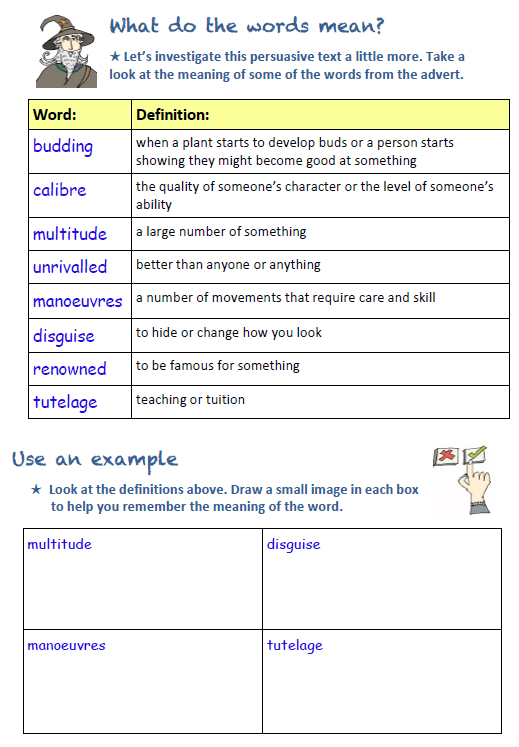 What do the words mean?
★ Let's investigate this persuasive text a little more. Take a
look at the meaning of some of the words from the advert.
Word: Definition:
budding when a plant starts to develop buds or a person starts
showing they might become good at something
calibre the quality of someone's character or the level of someone's
ability
multitude a large number of something
unrivalled better than anyone or anything
manoeuvres a number of movements that require care and skill
disguise to hide or change how you look
renowned to be famous for something
tutelage teaching or tuition
Use an example
★ Look at the definitions above. Draw a small image in each box
to help you remember the meaning of the word.
multitude disguise
manoeuvres tutelage